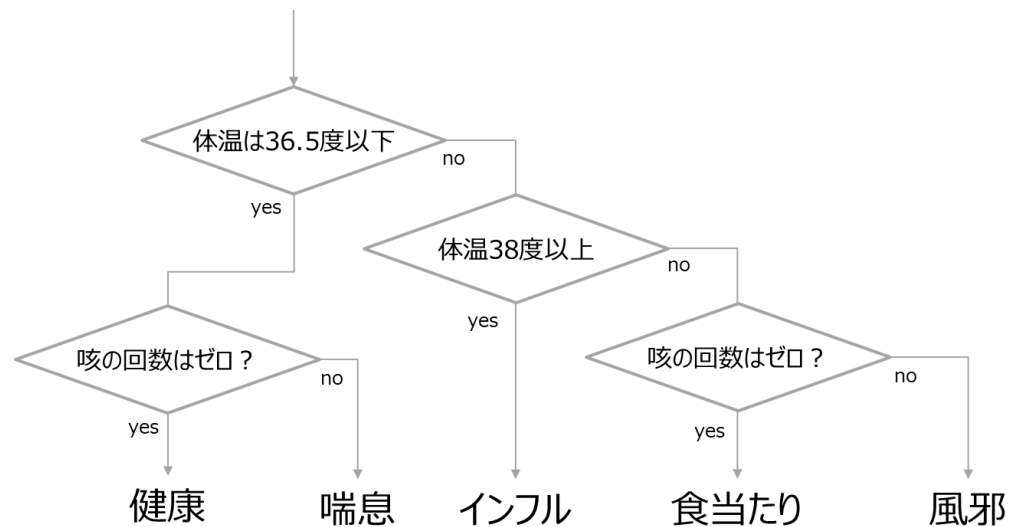 体温は36.5度以下
no
yes
体温38度以上
no
yes
咳の回数はゼロ？
no
yes
咳の回数はゼロ？
no
yes
健康
喘息
インフル
食当たり
風邪